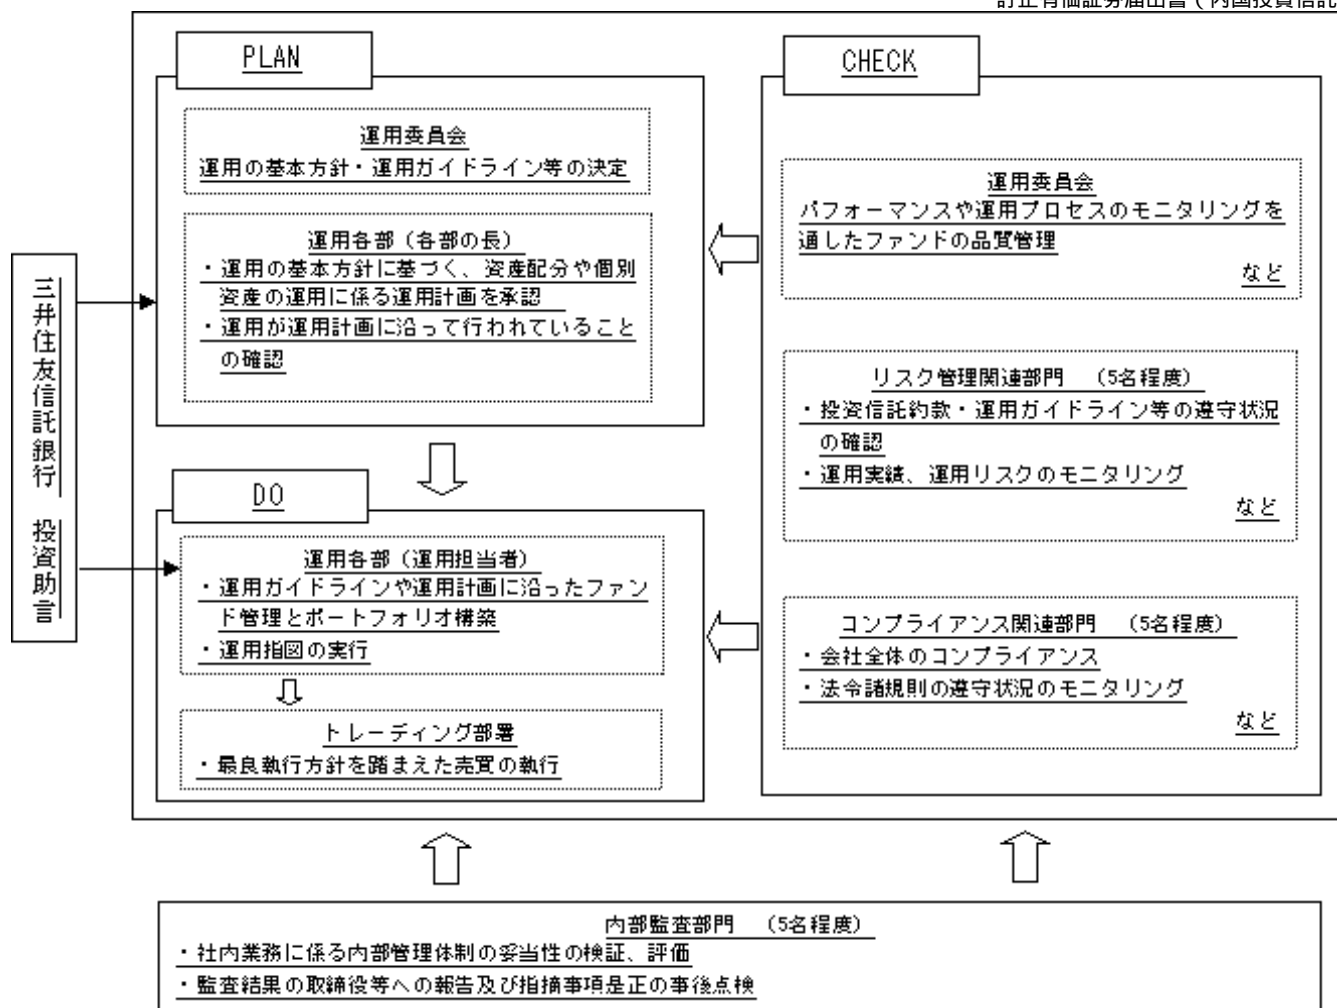 訂正有価証券届出書（内国投資信託
PLAN
運用委員会
運用の基本方針・運用ガイドライン等の決定
運用各部（各部の長）
・運用の基本方針に基づく、資産配分や個別
資産の運用に係る運用計画を承認
・運用が運用計画に沿って行われていること
の確認
三井住友信託銀行　投資助言
DO
運用各部（運用担当者）
・運用ガイドラインや運用計画に沿ったファン
ド管理とポートフォリオ構築
・運用指図の実行
トレーディング部署
・最良執行方針を踏まえた売買の執行
CHECK
運用委員会
パフォーマンスや運用プロセスのモニタリングを
通したファンドの品質管理
など
リスク管理関連部門　（5名程度）
・投資信託約款・運用ガイドライン等の遵守状況
の確認
・運用実績、運用リスクのモニタリング
など
コンプライアンス関連部門　（5名程度）
・会社全体のコンプライアンス
・法令諸規則の遵守状況のモニタリング
など
内部監査部門　（5名程度）
・社内業務に係る内部管理体制の妥当性の検証、評価
・監査結果の取締役等への報告及び指摘事項是正の事後点検